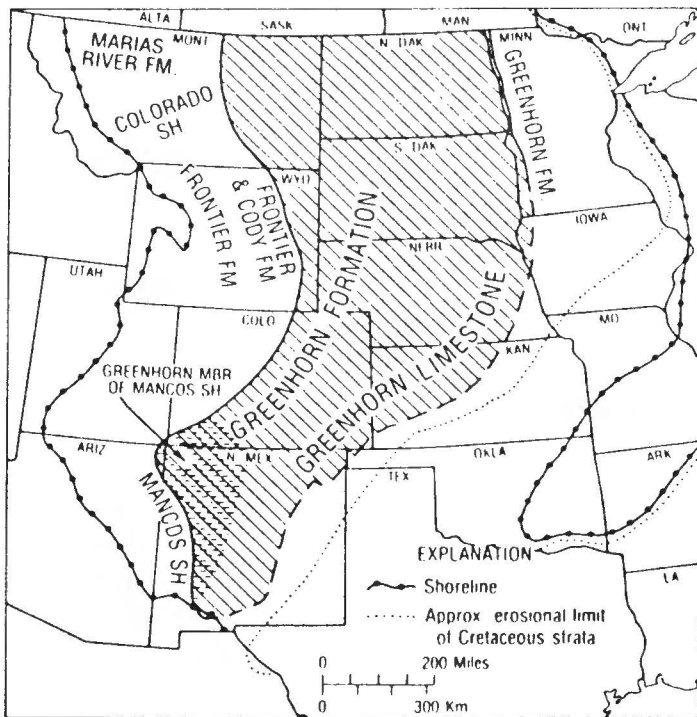 ALTA
SASK
MAN
ONT
MARIAS
RIVER FM.
MONT
N. DAK
MINN
COLORADO
SH
GREENHORN FM
S. DAK
WYO
FRONTIER
& CODY FM
FRONTIER FM
IOWA
NEBR
UTAH
GREENHORN FORMATION
COLO
MO
KAN
GREENHORN LIMESTONE
GREENHORN MBR
OF MANCOS SH
ARIZ
N. MEX
OKLA
ARK
TEX
MANCOS SH
LA
EXPLANATION
Shoreline
Approx erosional limit
of Cretaceous strata
0 200 Miles
0 300 Km